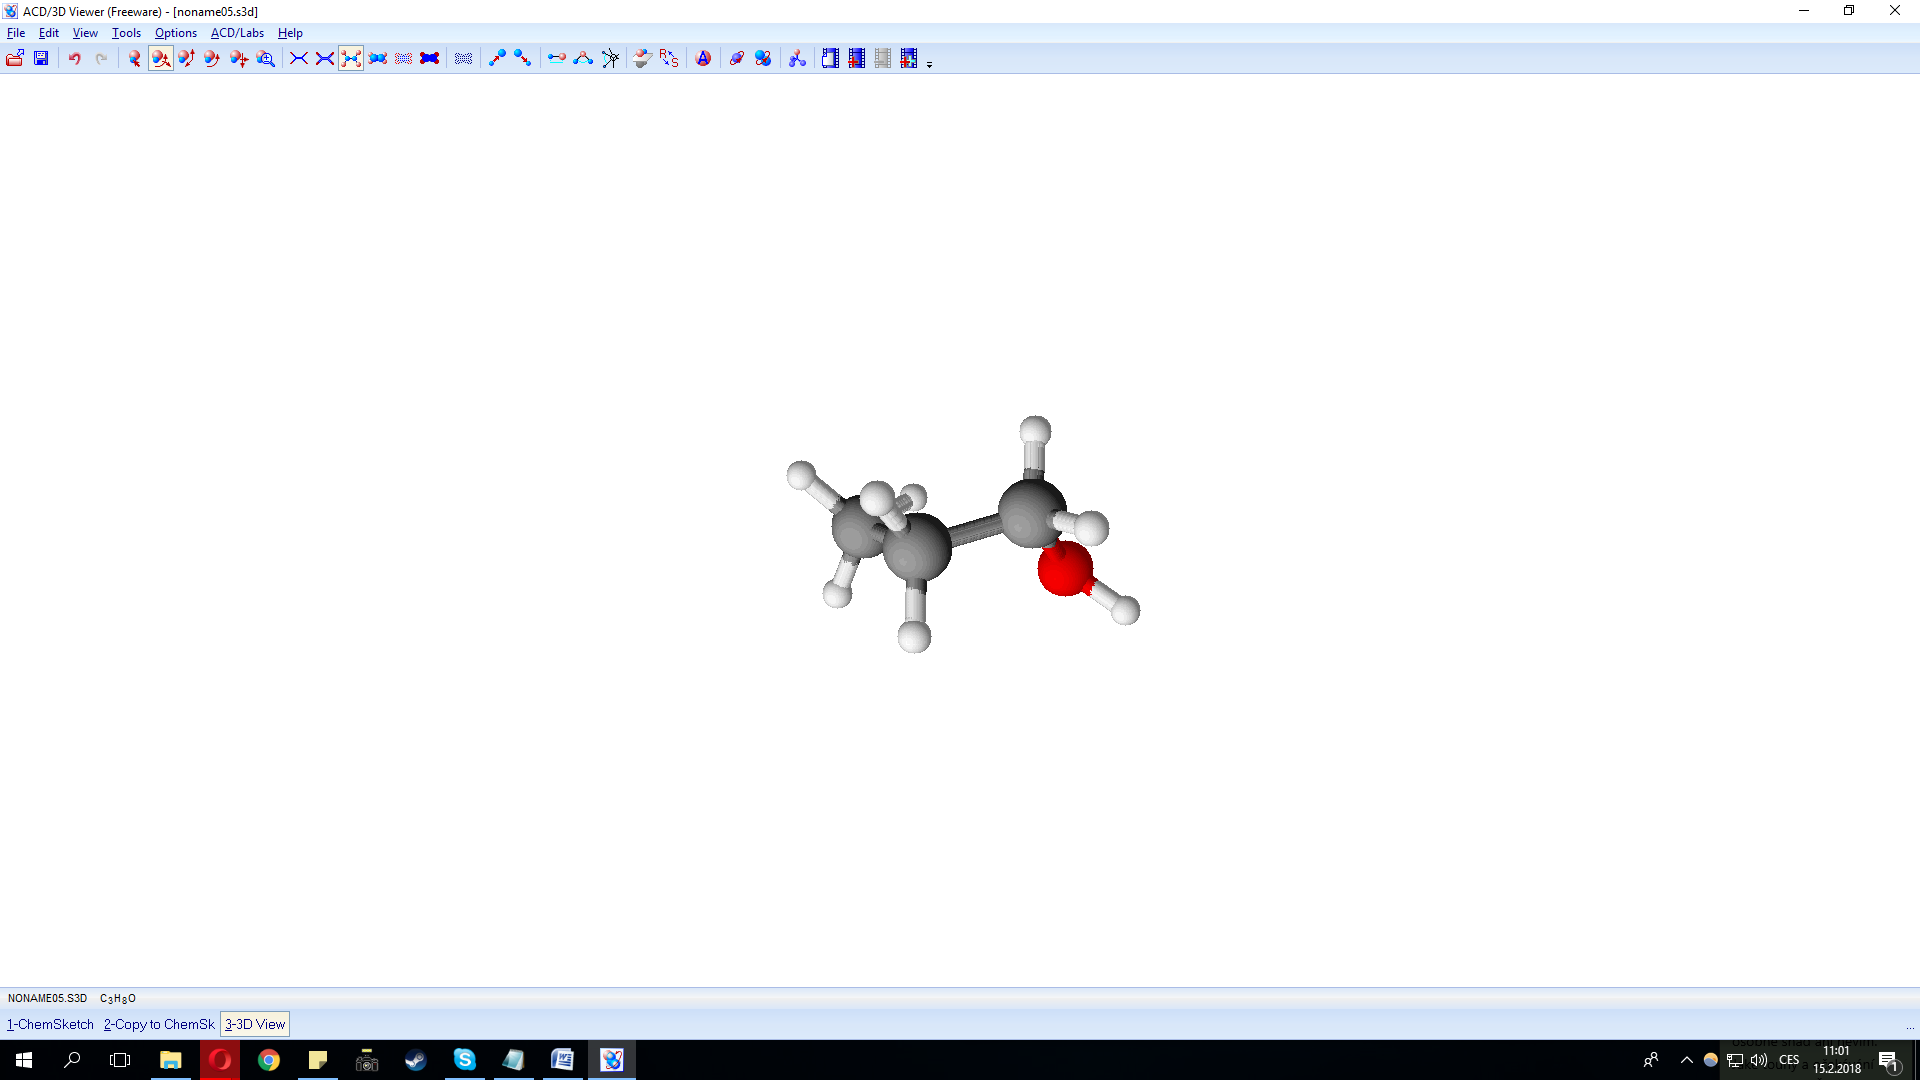 ACD/3D Viewer (Freeware) - [noname05.s3d]
File Edit View Tools Options ACD/Labs Help
NONAME05.S3D C3H8O
1-ChemSketch 2-Copy to ChemSk 3-3D View
...
CES
11:01
15.2.2018
1